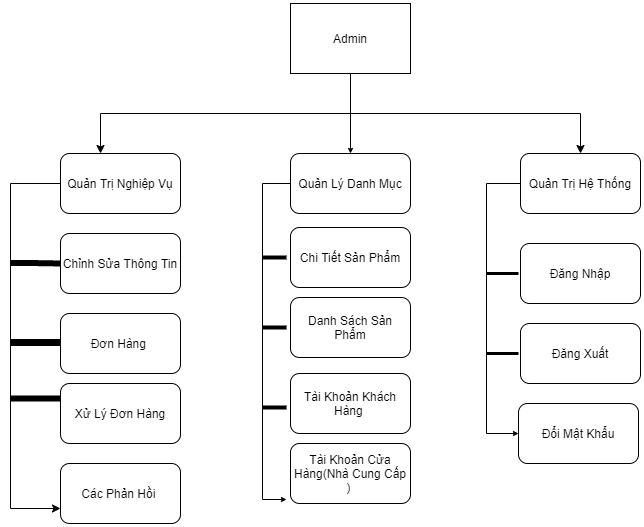 Admin
Quản Trị Nghiệp Vụ
Quản Lý Danh Mục
Quản Trị Hệ Thống
Chỉnh Sửa Thông Tin
Đơn Hàng
Xử Lý Đơn Hàng
Các Phản Hồi
Chi Tiết Sản Phẩm
Danh Sách Sản
Phẩm
Tài Khoản Khách
Hàng
Tài Khoản Cửa
Hàng(Nhà Cung Cấp
)
Đăng Nhập
Đăng Xuất
Đổi Mật Khẩu